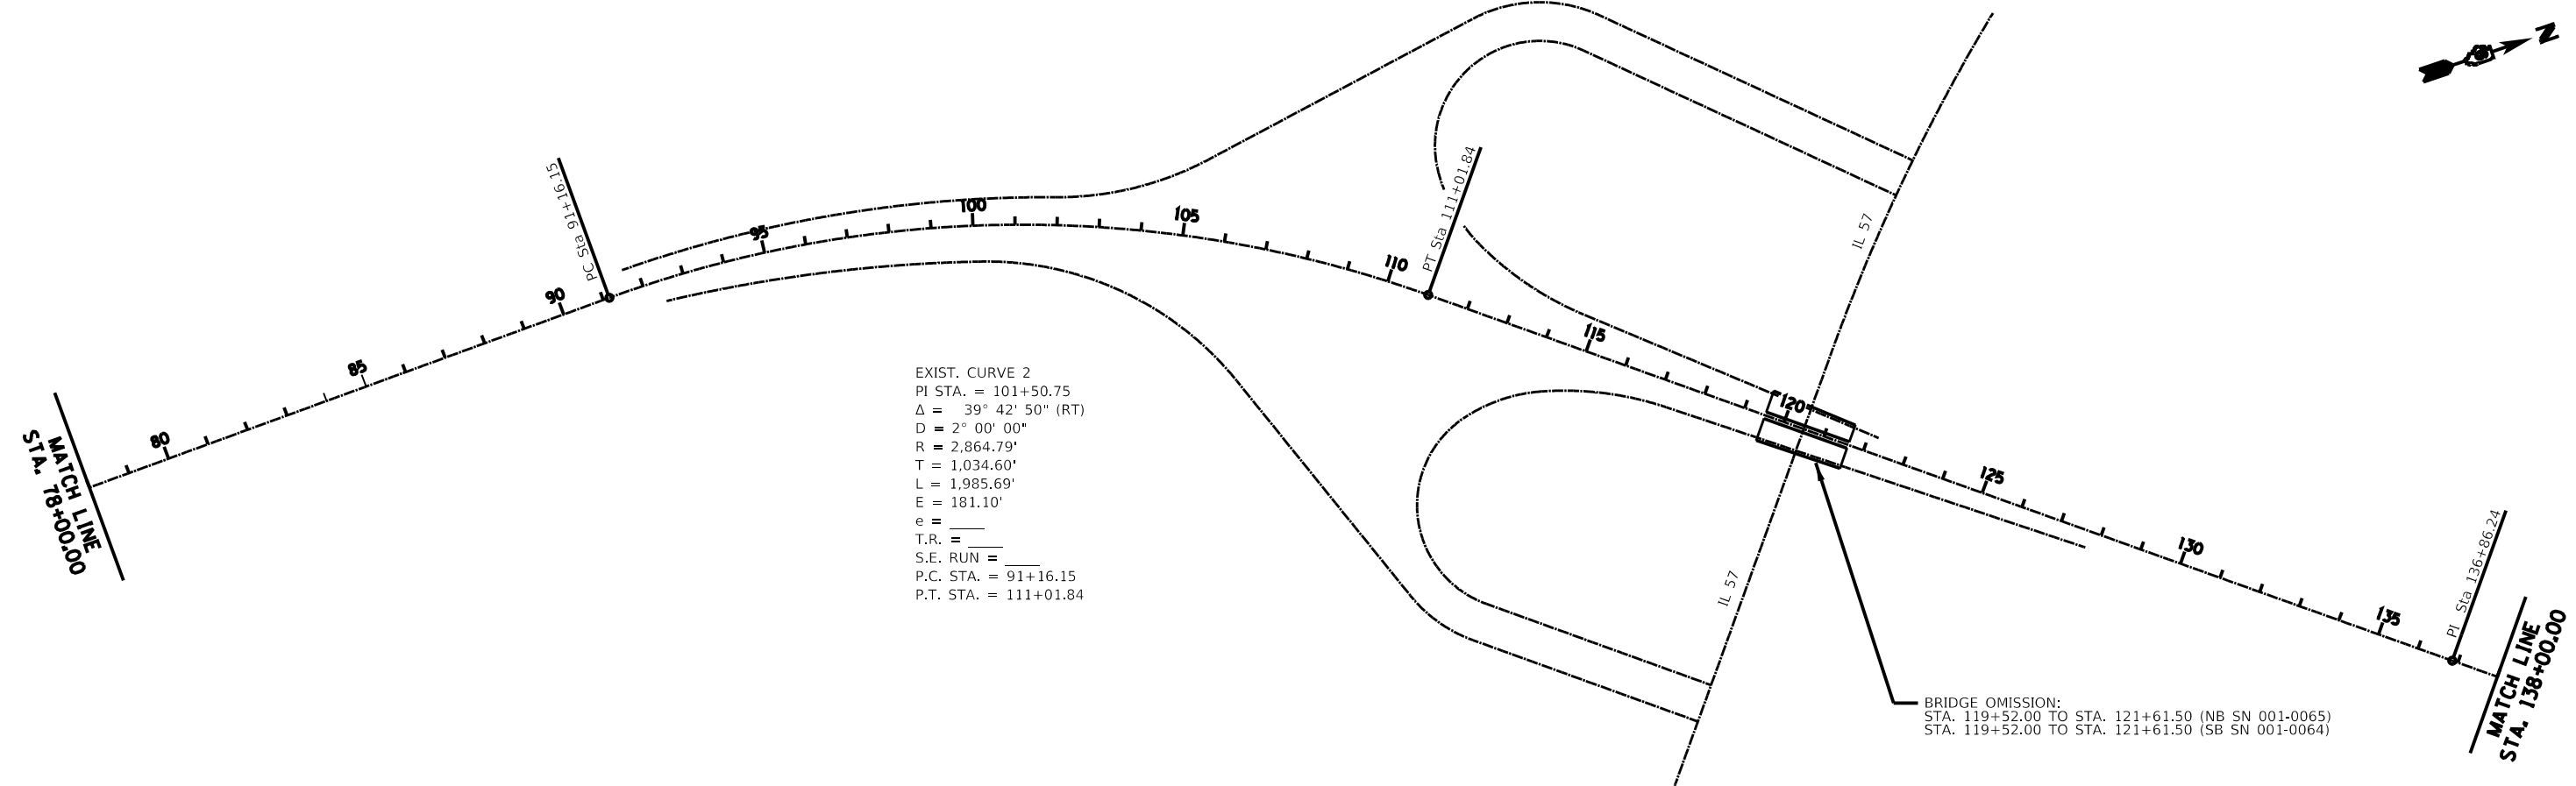 N
PC Sta 91+16.15
PT Sta 111+01.84
IL 57
80
85
90
95
100
105
110
115
120
125
130
135
MATCH LINE
STA. 78+00.00
EXIST. CURVE 2
PI STA. = 101+50.75
Δ = 39° 42' 50" (RT)
D = 2° 00' 00"
R = 2,864.79'
T = 1,034.60'
L = 1,985.69'
E = 181.10'
e = ____
T.R. = ____
S.E. RUN = ____
P.C. STA. = 91+16.15
P.T. STA. = 111+01.84
IL 57
PI Sta 136+86.24
MATCH LINE
STA. 138+00.00
BRIDGE OMISSION:
STA. 119+52.00 TO STA. 121+61.50 (NB SN 001-0065)
STA. 119+52.00 TO STA. 121+61.50 (SB SN 001-0064)